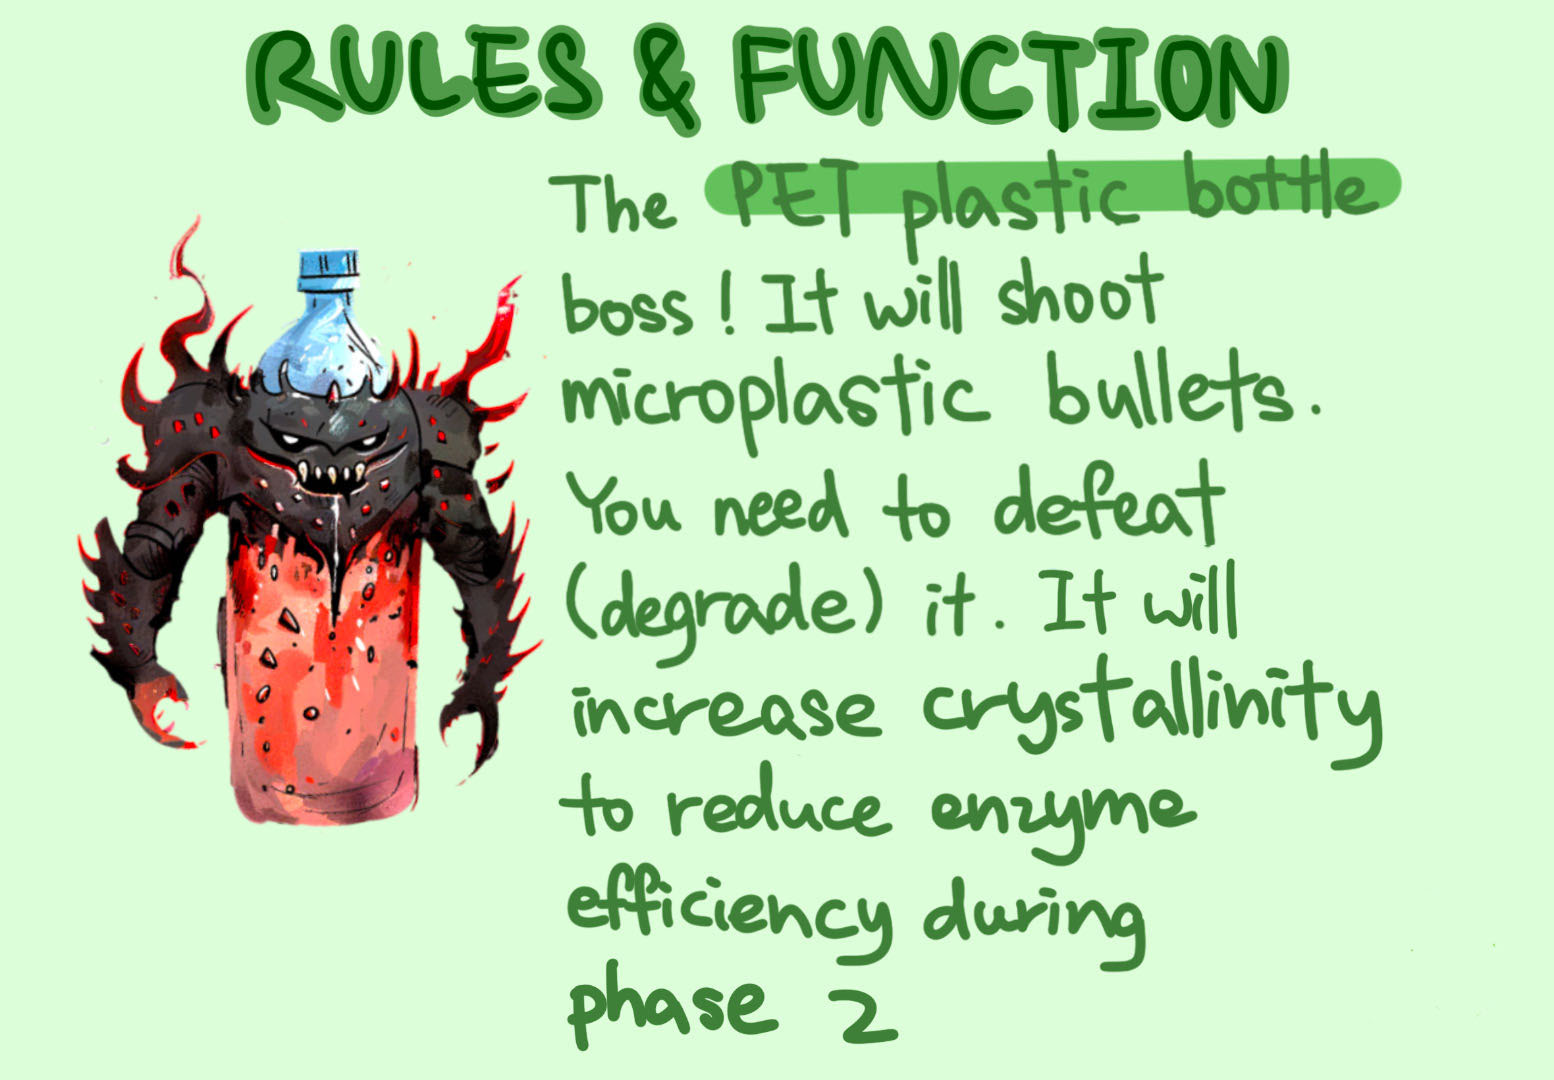 RULES & FUNCTION
The PET plastic bottle
boss! It will shoot
microplastic bullets.
You need to defeat
(degrade) it. It will
increase crystallinity
to reduce enzyme
efficiency during
phase 2